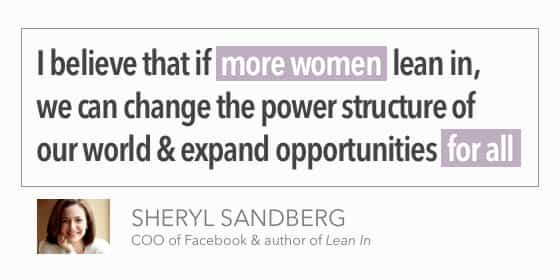 I believe that if more women lean in,
we can change the power structure of
our world & expand opportunities for all
SHERYL SANDBERG
COO of Facebook & author of Lean In